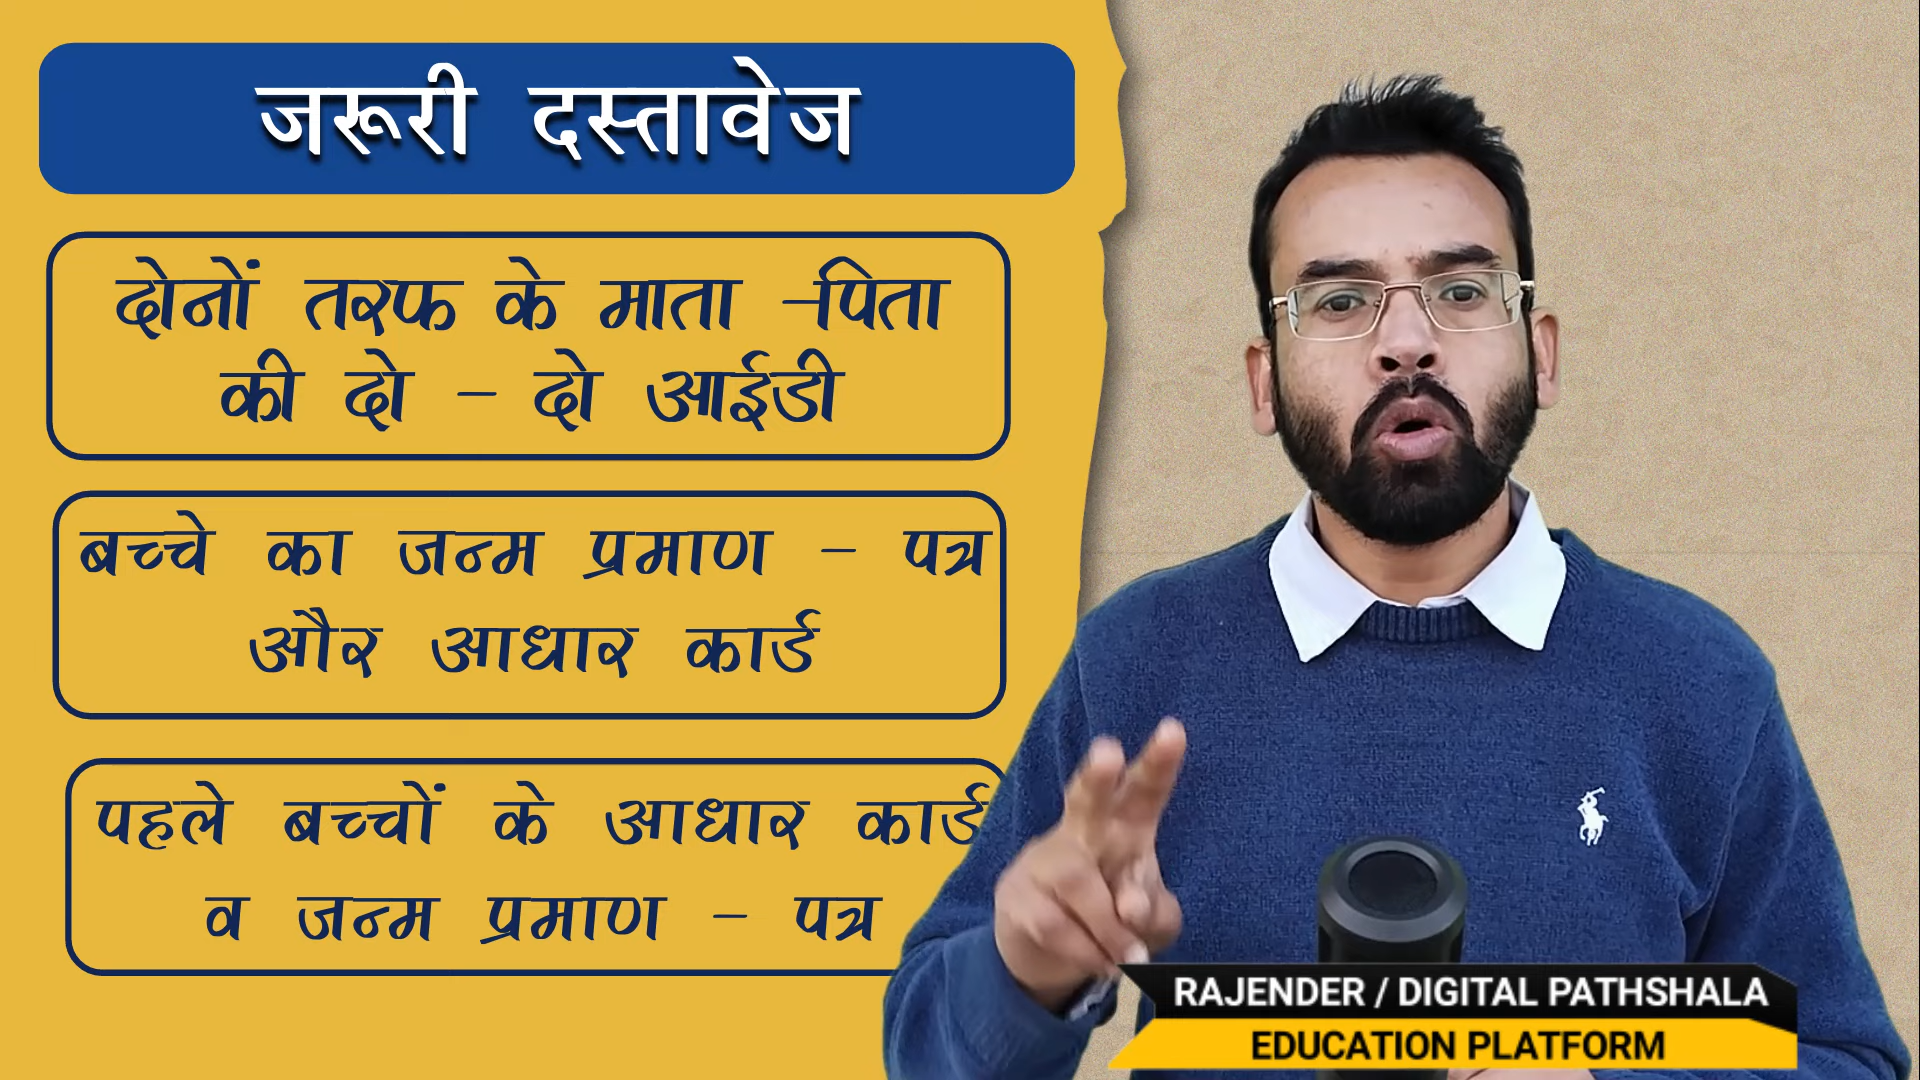 जरूरी दस्तावेज
दोनों तरफ के माता -पिता
की दो - दो आईडी
बच्चे का जन्म प्रमाण - पत्र
और आधार कार्ड
पहले बच्चों के आधार कार्ड
व जन्म प्रमाण - पत्र
RAJENDER / DIGITAL PATHSHALA
EDUCATION PLATFORM